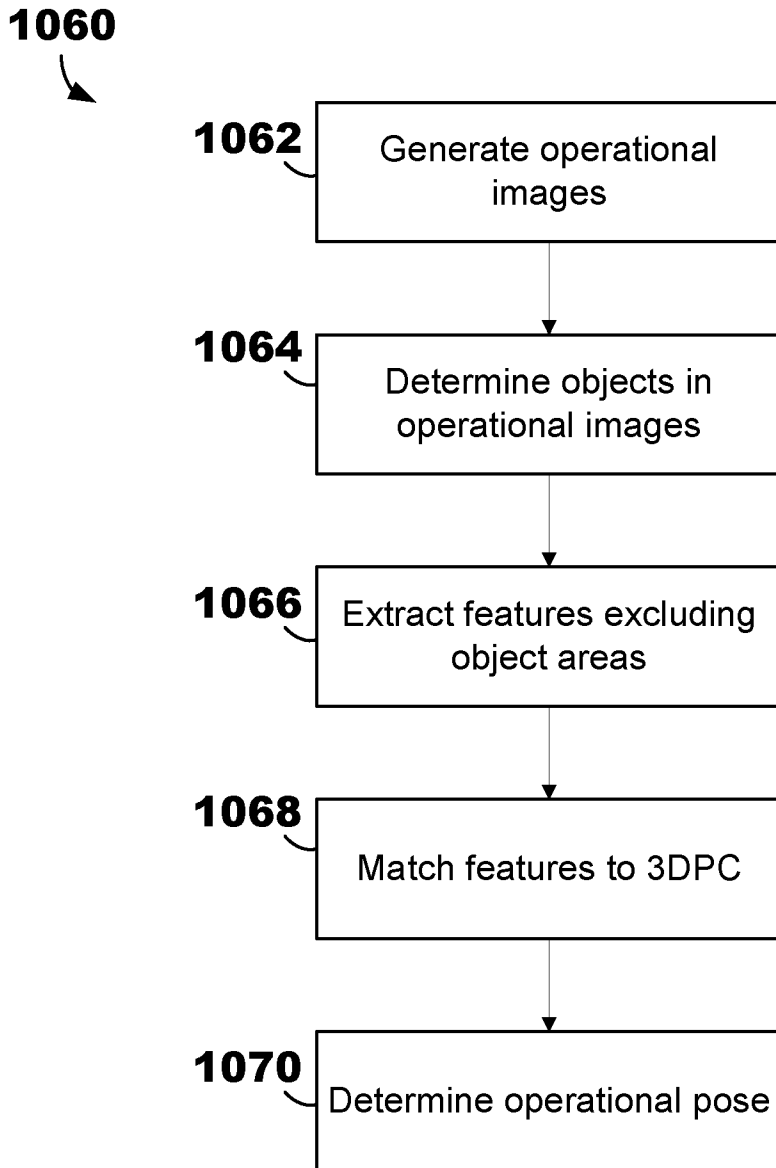 1060
1062
Generate operational
images
1064
Determine objects in
operational images
1066
Extract features excluding
object areas
1068
Match features to 3DPC
1070
Determine operational pose